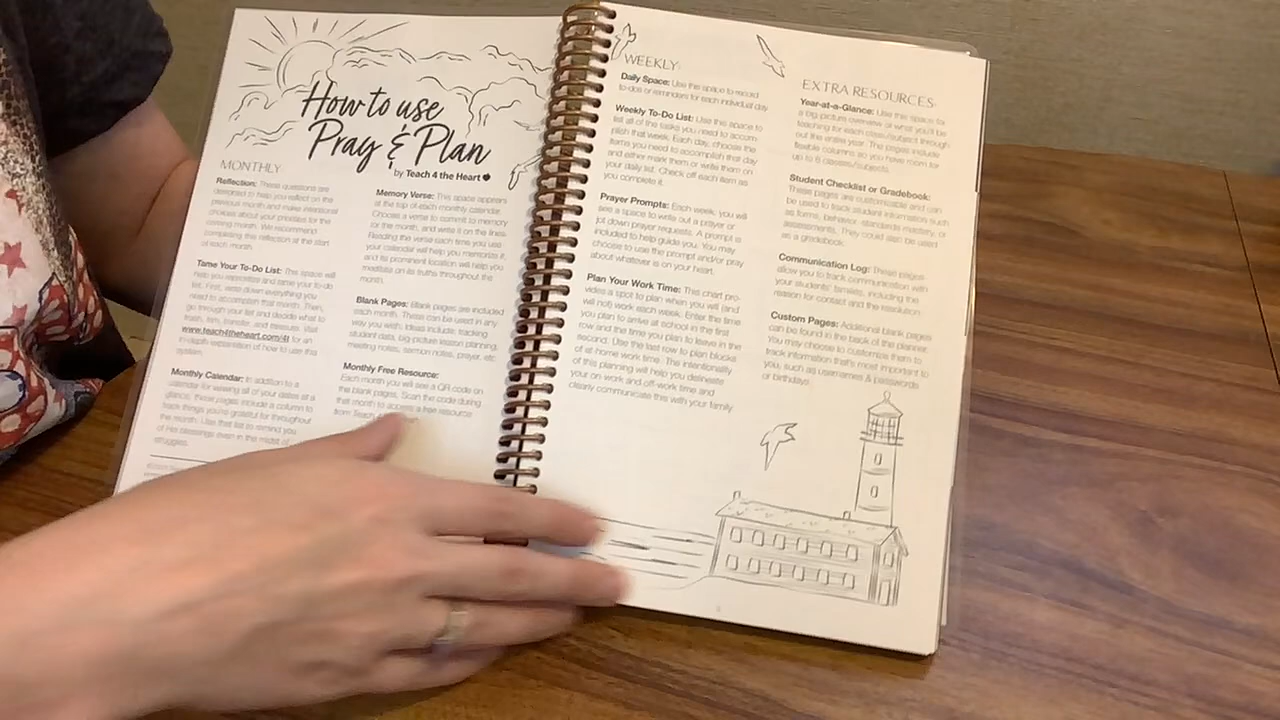 How to use
Pray & Plan
by Teach 4 the Heart
MONTHLY
Reflection: These questions are
demonstrated to help you reflect on the
previous month and make intentional
choices about your priorities for the
coming month. We recommend
completing this reflection at the start
of each month.
Tame Your To-Do List: This space will
help you reprioritize and tame your to-do
list. First, write down everything you
need to accomplish that month. Then,
go through your list and decide what to
trash, trim, transfer, and treasure. Visit
www.teach4theheart.com/4t for an
in-depth explanation of how to use this
system.
Monthly Calendar: In addition to a
calendar for viewing all of your dates at a
glance, these pages include a column to
track things you're grateful for throughout
the month. Use that list to remind you
of His blessings even in the midst of
struggles.
Memory Verse: This space appears
at the top of each monthly calendar.
Choose a verse to commit to memory
for the month, and write it on the lines.
Reading the verse each time you use
your calendar will help you memorize it,
and its prominent location will help you
meditate on its truths throughout the
month.
Blank Pages: Blank pages are included
each month. These can be used in any
way you wish. Ideas include: tracking
student data, big-picture lesson planning,
meeting notes, sermon notes, prayer, etc.
Monthly Free Resource:
Each month you will see a QR code on
the blank pages. Scan the code during
that month to access a free resource
from Teach
WEEKLY
Daily Space: Use this space to record
to-dos or reminders for each individual day.
Weekly To-Do List: Use this space to
list all of the tasks you need to accom-
plish that week. Each day, choose the
items you need to accomplish that day
and either mark them or write them on
your daily list. Check off each item as
you complete it.
Prayer Prompts: Each week, you will
see a space to write out a prayer or
jot down prayer requests. A prompt is
included to help guide you. You may
choose to use the prompt and/or pray
about whatever is on your heart.
Plan Your Work Time: This chart pro-
vides a spot to plan when you will (and
will not) work each week. Enter the time
you plan to arrive at school in the first
row and the time you plan to leave in the
second. Use the last row to plan blocks
of at home work time. The intentionality
of this planning will help you delineate
your on-work and off-work time and
clearly communicate this with your family.
EXTRA RESOURCES
Year-at-a-Glance: Use this space for
a big picture overview of what you'll be
teaching for each class/subject through-
out the entire year. The pages include
flexible columns so you have room for
up to 8 classes/subjects.
Student Checklist or Gradebook:
These pages are customizable and can
be used to track student information such
as forms, behavior, standards mastery, or
assessments. They could also be used
as a gradebook.
Communication Log: These pages
allow you to track communication with
your students' families, including the
reason for contact and the resolution.
Custom Pages: Additional blank pages
can be found in the back of the planner.
You may choose to customize them to
track information that's most important to
you, such as usernames & passwords
or birthdays.